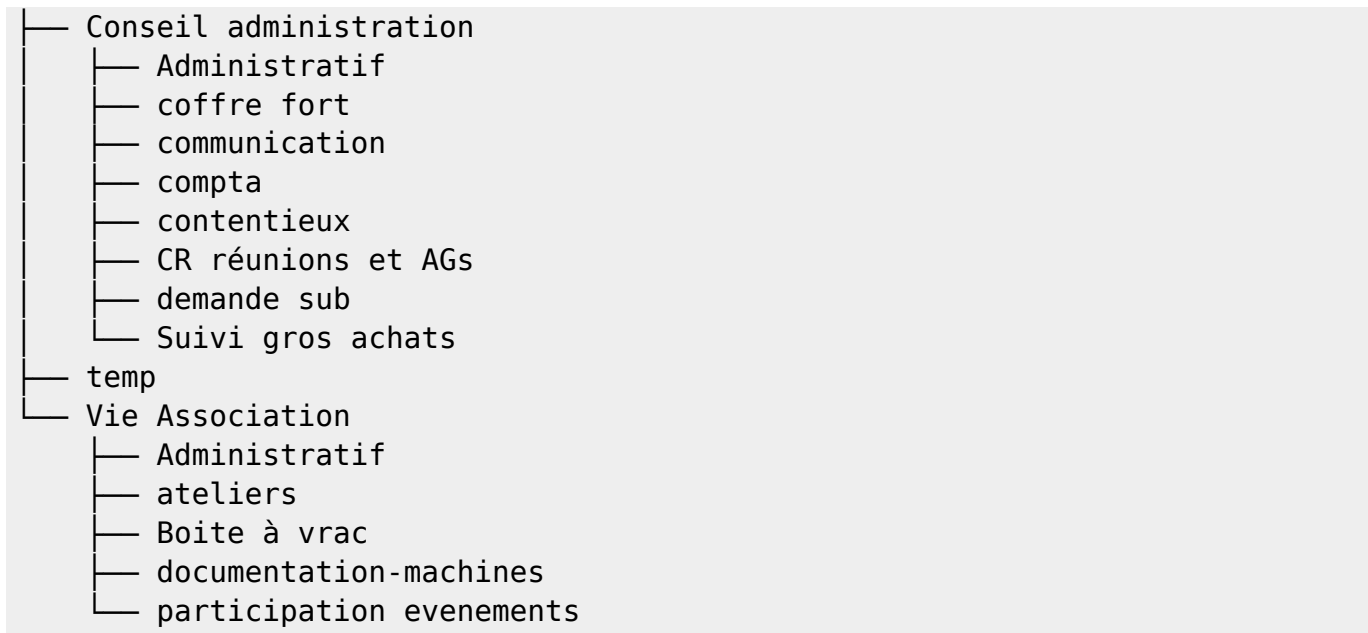 ├── Conseil administration
│   ├── Administratif
│   ├── coffre fort
│   ├── communication
│   ├── compta
│   ├── contentieux
│   ├── CR réunions et AGs
│   ├── demande sub
│   └── Suivi gros achats
├── temp
└── Vie Association
    ├── Administratif
    ├── ateliers
    ├── Boite à vrac
    ├── documentation-machines
    └── participation evenements